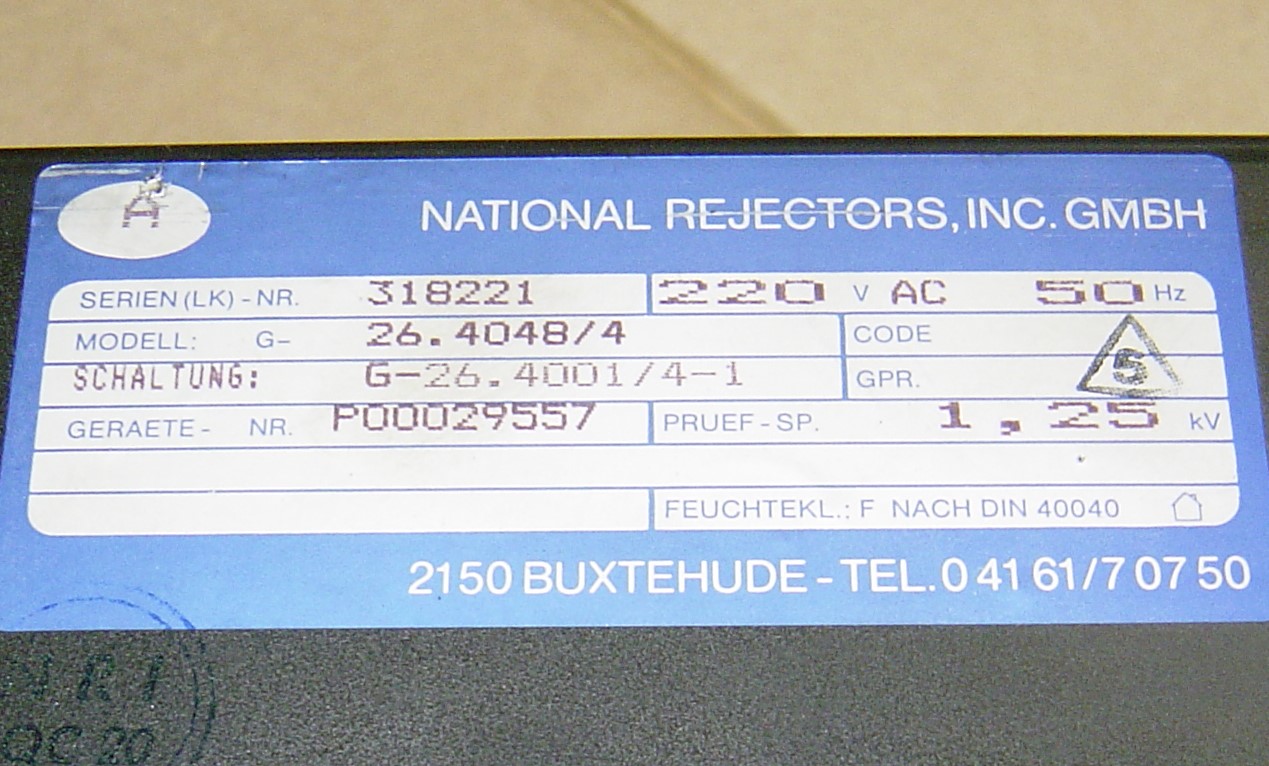 A
NATIONAL REJECTORS, INC. GMBH
SERIEN (LK) - NR. 318221 220 V AC 50 Hz
MODELL: G- 26.4048/4 CODE
SCHALTUNG: G-26.4001/4-1 GPR. 5
GERAETE - NR. P00029557 PRUEF - SP. 1,25 kV
FEUCHTEKL.: F NACH DIN 40040
2150 BUXTEHUDE - TEL. 0 41 61/7 07 50
QC 20